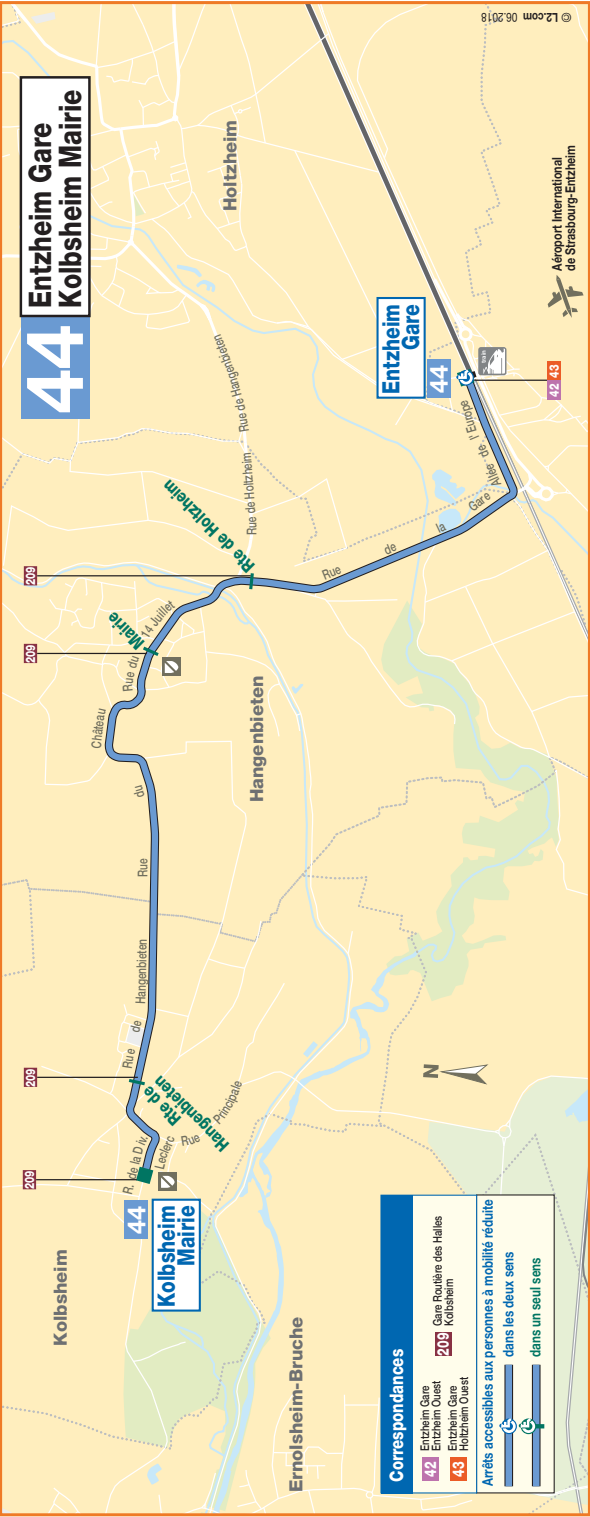 44
Entzheim Gare
Kolbsheim Mairie
Kolbsheim
Holtzheim
Hangenbieten
Ernolsheim-Bruche
209
209
209
209
44
Kolbsheim
Mairie
R. de la Div.
Leclerc
Rue Principale
Rte de
Hangenbieten
Rue de Hangenbieten
Rue du Château
Rue du 14 Juillet
Mairie
Rte de Holtzheim
Rue de Holtzheim
Rue de Hangenbieten
Rue de la Gare
Allée de l'Europe
Entzheim
Gare
44
train
42 43
Aéroport International
de Strasbourg-Entzheim
N
Correspondances
42 Entzheim Gare
Entzheim Ouest
43 Entzheim Gare
Holtzheim Ouest
209 Gare Routière des Halles
Kolbsheim
Arrêts accessibles aux personnes à mobilité réduite
dans les deux sens
dans un seul sens
© L2.com 06.2018